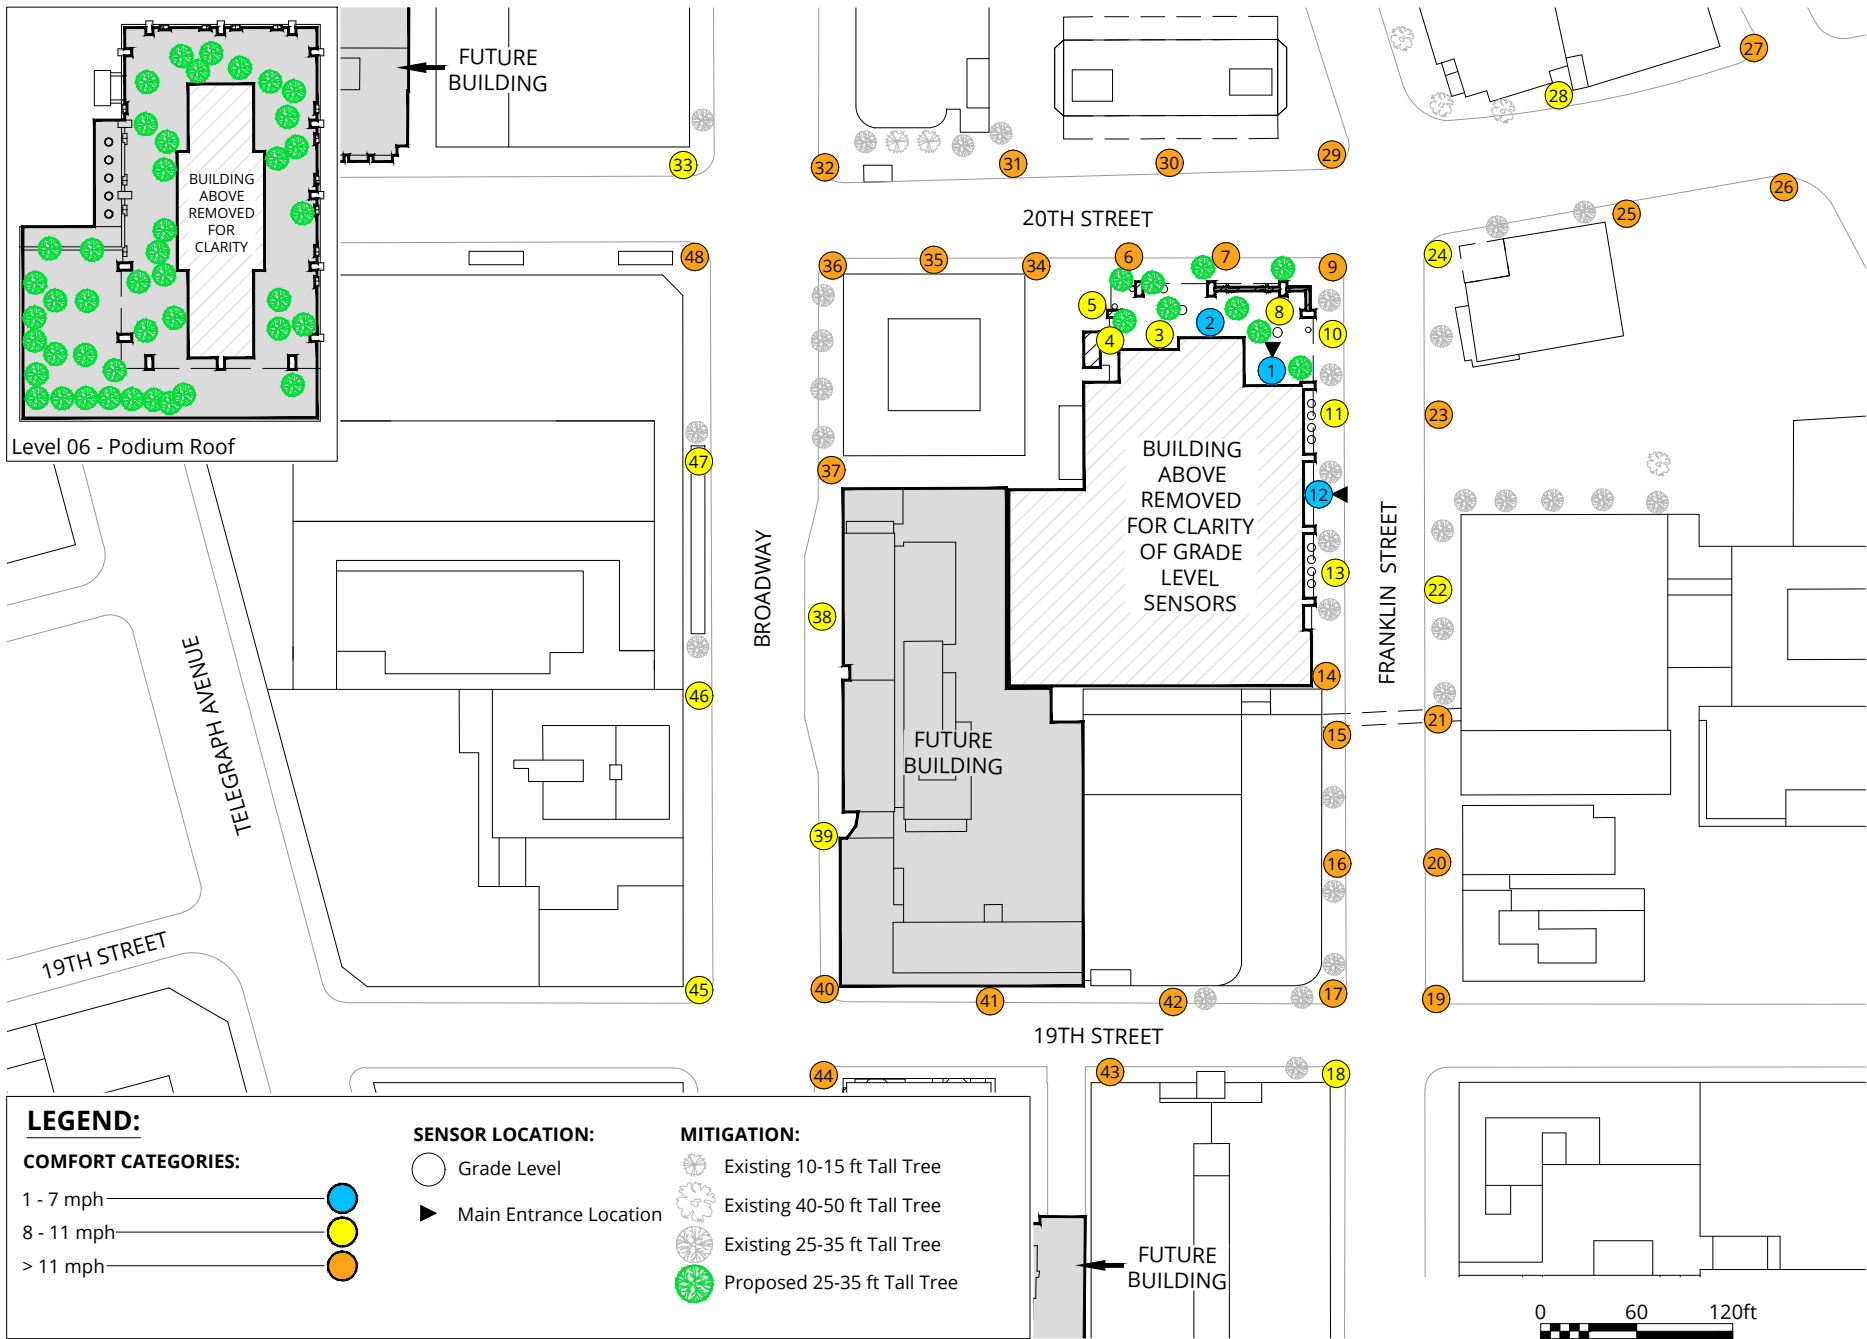 FUTURE
BUILDING
BUILDING
ABOVE
REMOVED
FOR
CLARITY
Level 06 - Podium Roof
27
28
33
32
31
30
29
26
25
20TH STREET
48
36
35
34
6
7
9
24
5
4
3
2
8
10
1
23
11
37
47
12
BUILDING
ABOVE
REMOVED
FOR CLARITY
OF GRADE
LEVEL
SENSORS
BROADWAY
FRANKLIN STREET
TELEGRAPH AVENUE
13
22
38
46
14
21
15
FUTURE
BUILDING
39
16
20
19TH STREET
45
40
41
42
17
19
19TH STREET
44
43
18
LEGEND:
COMFORT CATEGORIES:
1 - 7 mph
8 - 11 mph
> 11 mph
SENSOR LOCATION:
Grade Level
Main Entrance Location
MITIGATION:
Existing 10-15 ft Tall Tree
Existing 40-50 ft Tall Tree
Existing 25-35 ft Tall Tree
Proposed 25-35 ft Tall Tree
FUTURE
BUILDING
0 60 120ft